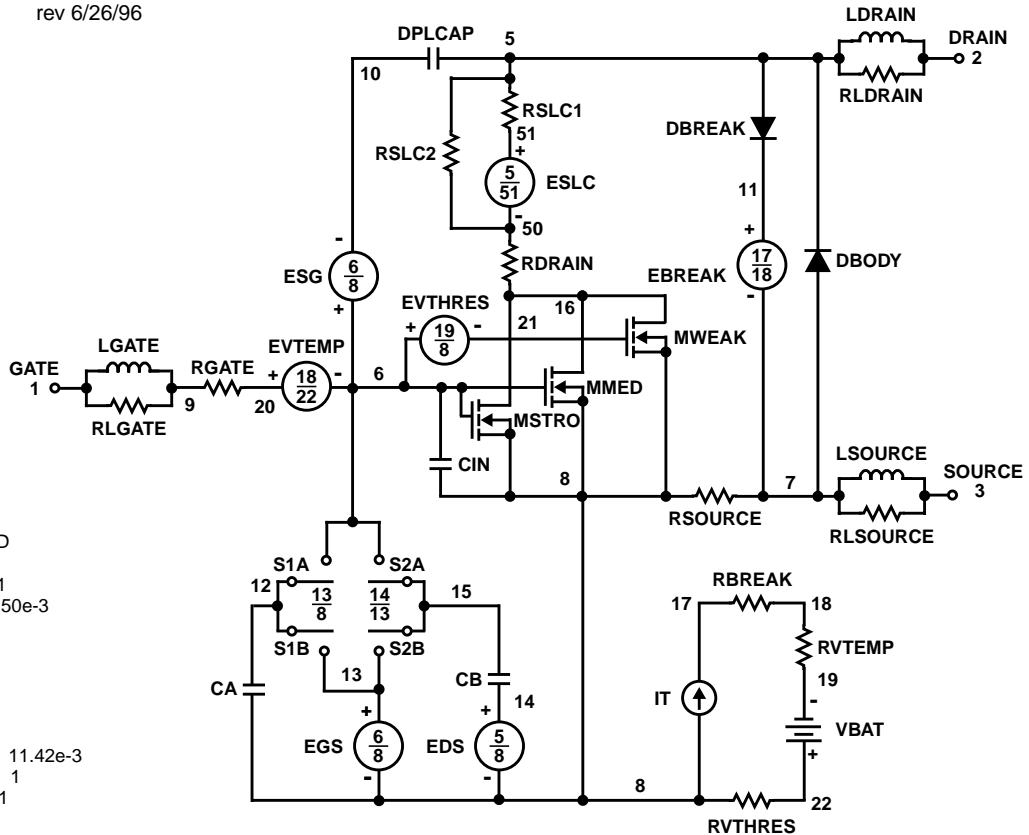 rev 6/26/96
LDRAIN
DPLCAP
5
DRAIN
2
10
RLDRAIN
RSLC1
DBREAK
51
+
RSLC2
5
51
ESLC
11
-
50
-
+
17
18
DBODY
RDRAIN
6
8
ESG
EBREAK
-
EVTHRES
16
+
+
19
8
-
21
MWEAK
LGATE
EVTEMP
GATE
1
RGATE
+
18
22
-
6
MMED
9
20
RLGATE
MSTRO
LSOURCE
CIN
8
7
SOURCE
3
RSOURCE
RLSOURCE
D
S1A
S2A
12
15
RBREAK
1
13
8
14
13
17
18
50e-3
S1B
S2B
RVTEMP
13
CB
19
CA
14
IT
-
+
+
VBAT
EGS
6
8
EDS
5
8
11.42e-3
+
-
-
1
8
22
1
RVTHRES